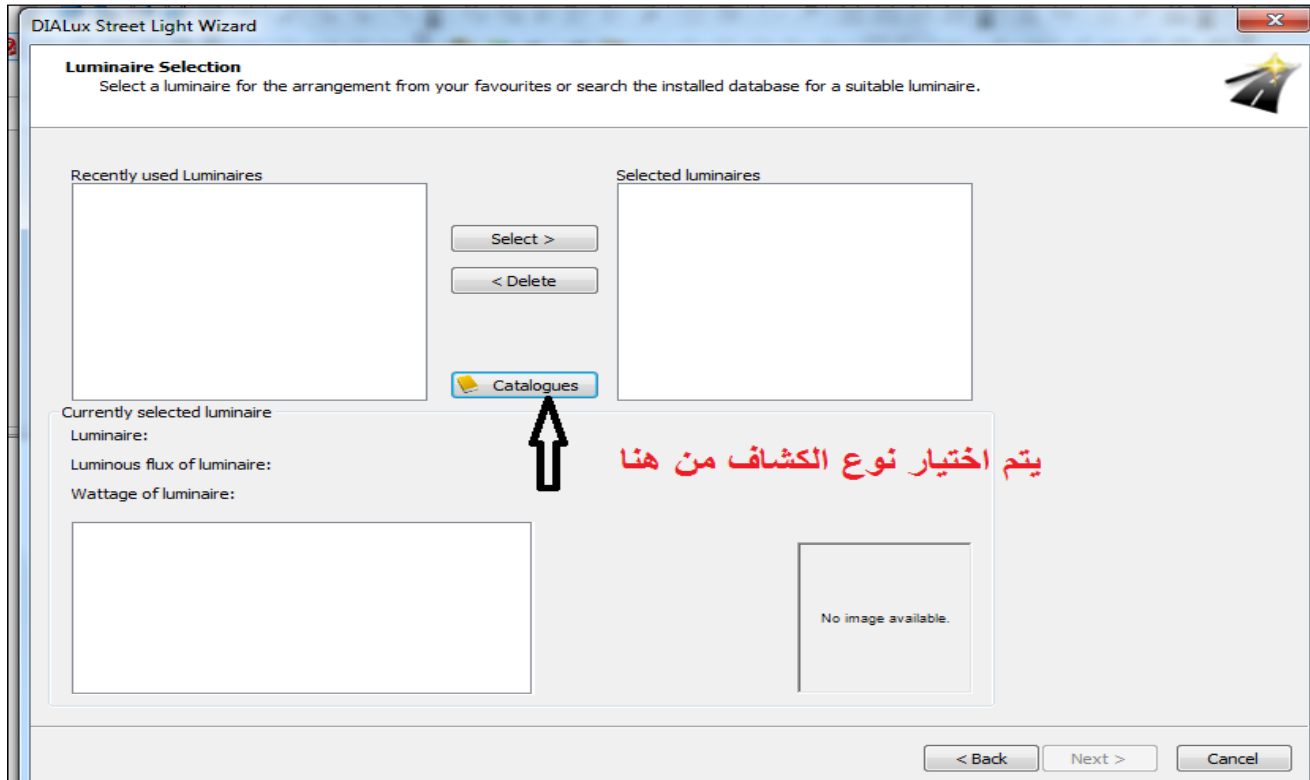 DIALux Street Light Wizard
Luminaire Selection
Select a luminaire for the arrangement from your favourites or search the installed database for a suitable luminaire.
Recently used Luminaires
Selected luminaires
Select >
< Delete
Catalogues
Currently selected luminaire
Luminaire:
Luminous flux of luminaire:
Wattage of luminaire:
يتم اختيار نوع الكشاف من هنا
No image available.
< Back
Next >
Cancel